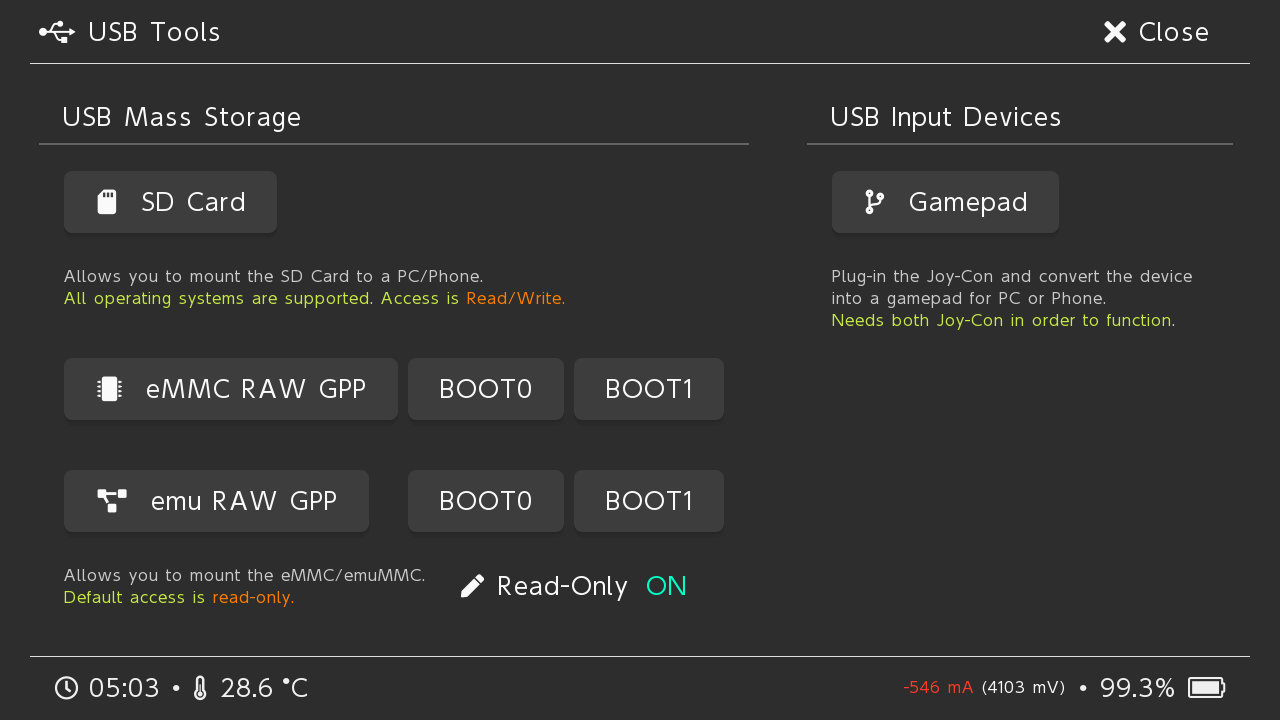 USB Tools
Close
USB Mass Storage
SD Card
Allows you to mount the SD Card to a PC/Phone.
All operating systems are supported. Access is Read/Write.
eMMC RAW GPP
BOOT0
BOOT1
emu RAW GPP
BOOT0
BOOT1
Allows you to mount the eMMC/emuMMC.
Default access is read-only.
Read-Only ON
USB Input Devices
Gamepad
Plug-in the Joy-Con and convert the device
into a gamepad for PC or Phone.
Needs both Joy-Con in order to function.
05:03 • 28.6 °C
-546 mA (4103 mV) • 99.3%